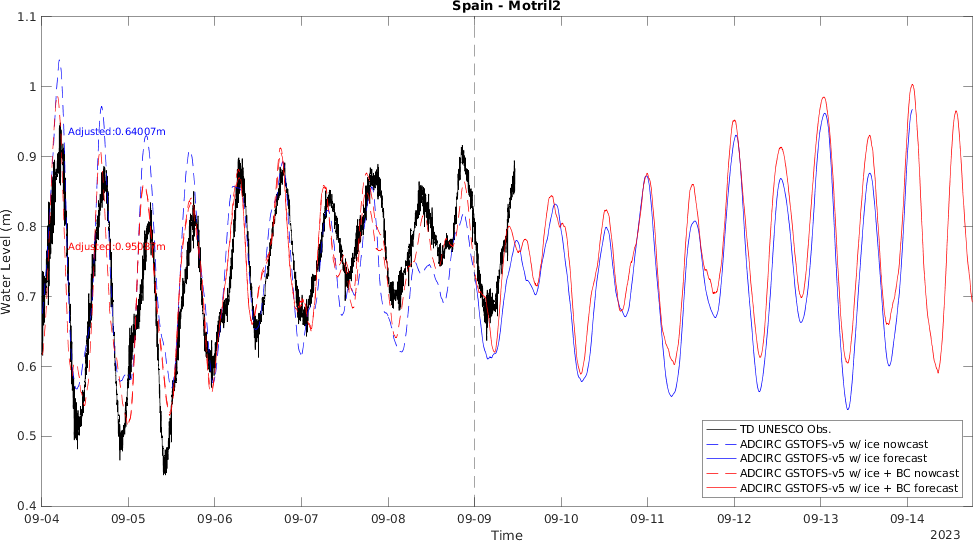 Spain - Motril2
1.1
1
0.9
0.8
0.7
0.6
0.5
0.4
Water Level (m)
Adjusted:0.64007m
TD UNESCO Obs.
ADCIRC GSTOFS-v5 w/ ice nowcast
ADCIRC GSTOFS-v5 w/ ice forecast
ADCIRC GSTOFS-v5 w/ ice + BC nowcast
ADCIRC GSTOFS-v5 w/ ice + BC forecast
09-04 09-05 09-06 09-07 09-08 09-09 09-10 09-11 09-12 09-13 09-14
Time
2023